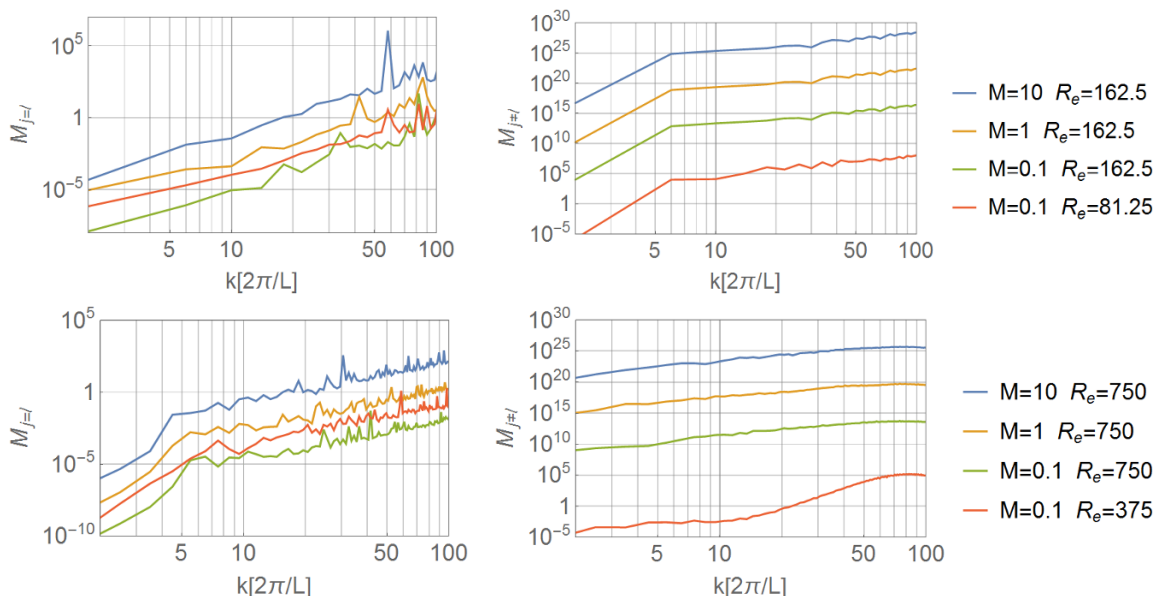 10^5
1
10^-5
M_{j=l}
5 10 50 100
k[2π/L]
10^30
10^25
10^20
10^15
10^10
10^5
1
10^-5
M_{j≠l}
5 10 50 100
k[2π/L]
M=10 R_e=162.5
M=1 R_e=162.5
M=0.1 R_e=162.5
M=0.1 R_e=81.25
10^5
1
10^-5
10^-10
M_{j=l}
5 10 50 100
k[2π/L]
10^30
10^25
10^20
10^15
10^10
10^5
1
10^-5
M_{j≠l}
5 10 50 100
k[2π/L]
M=10 R_e=750
M=1 R_e=750
M=0.1 R_e=750
M=0.1 R_e=375